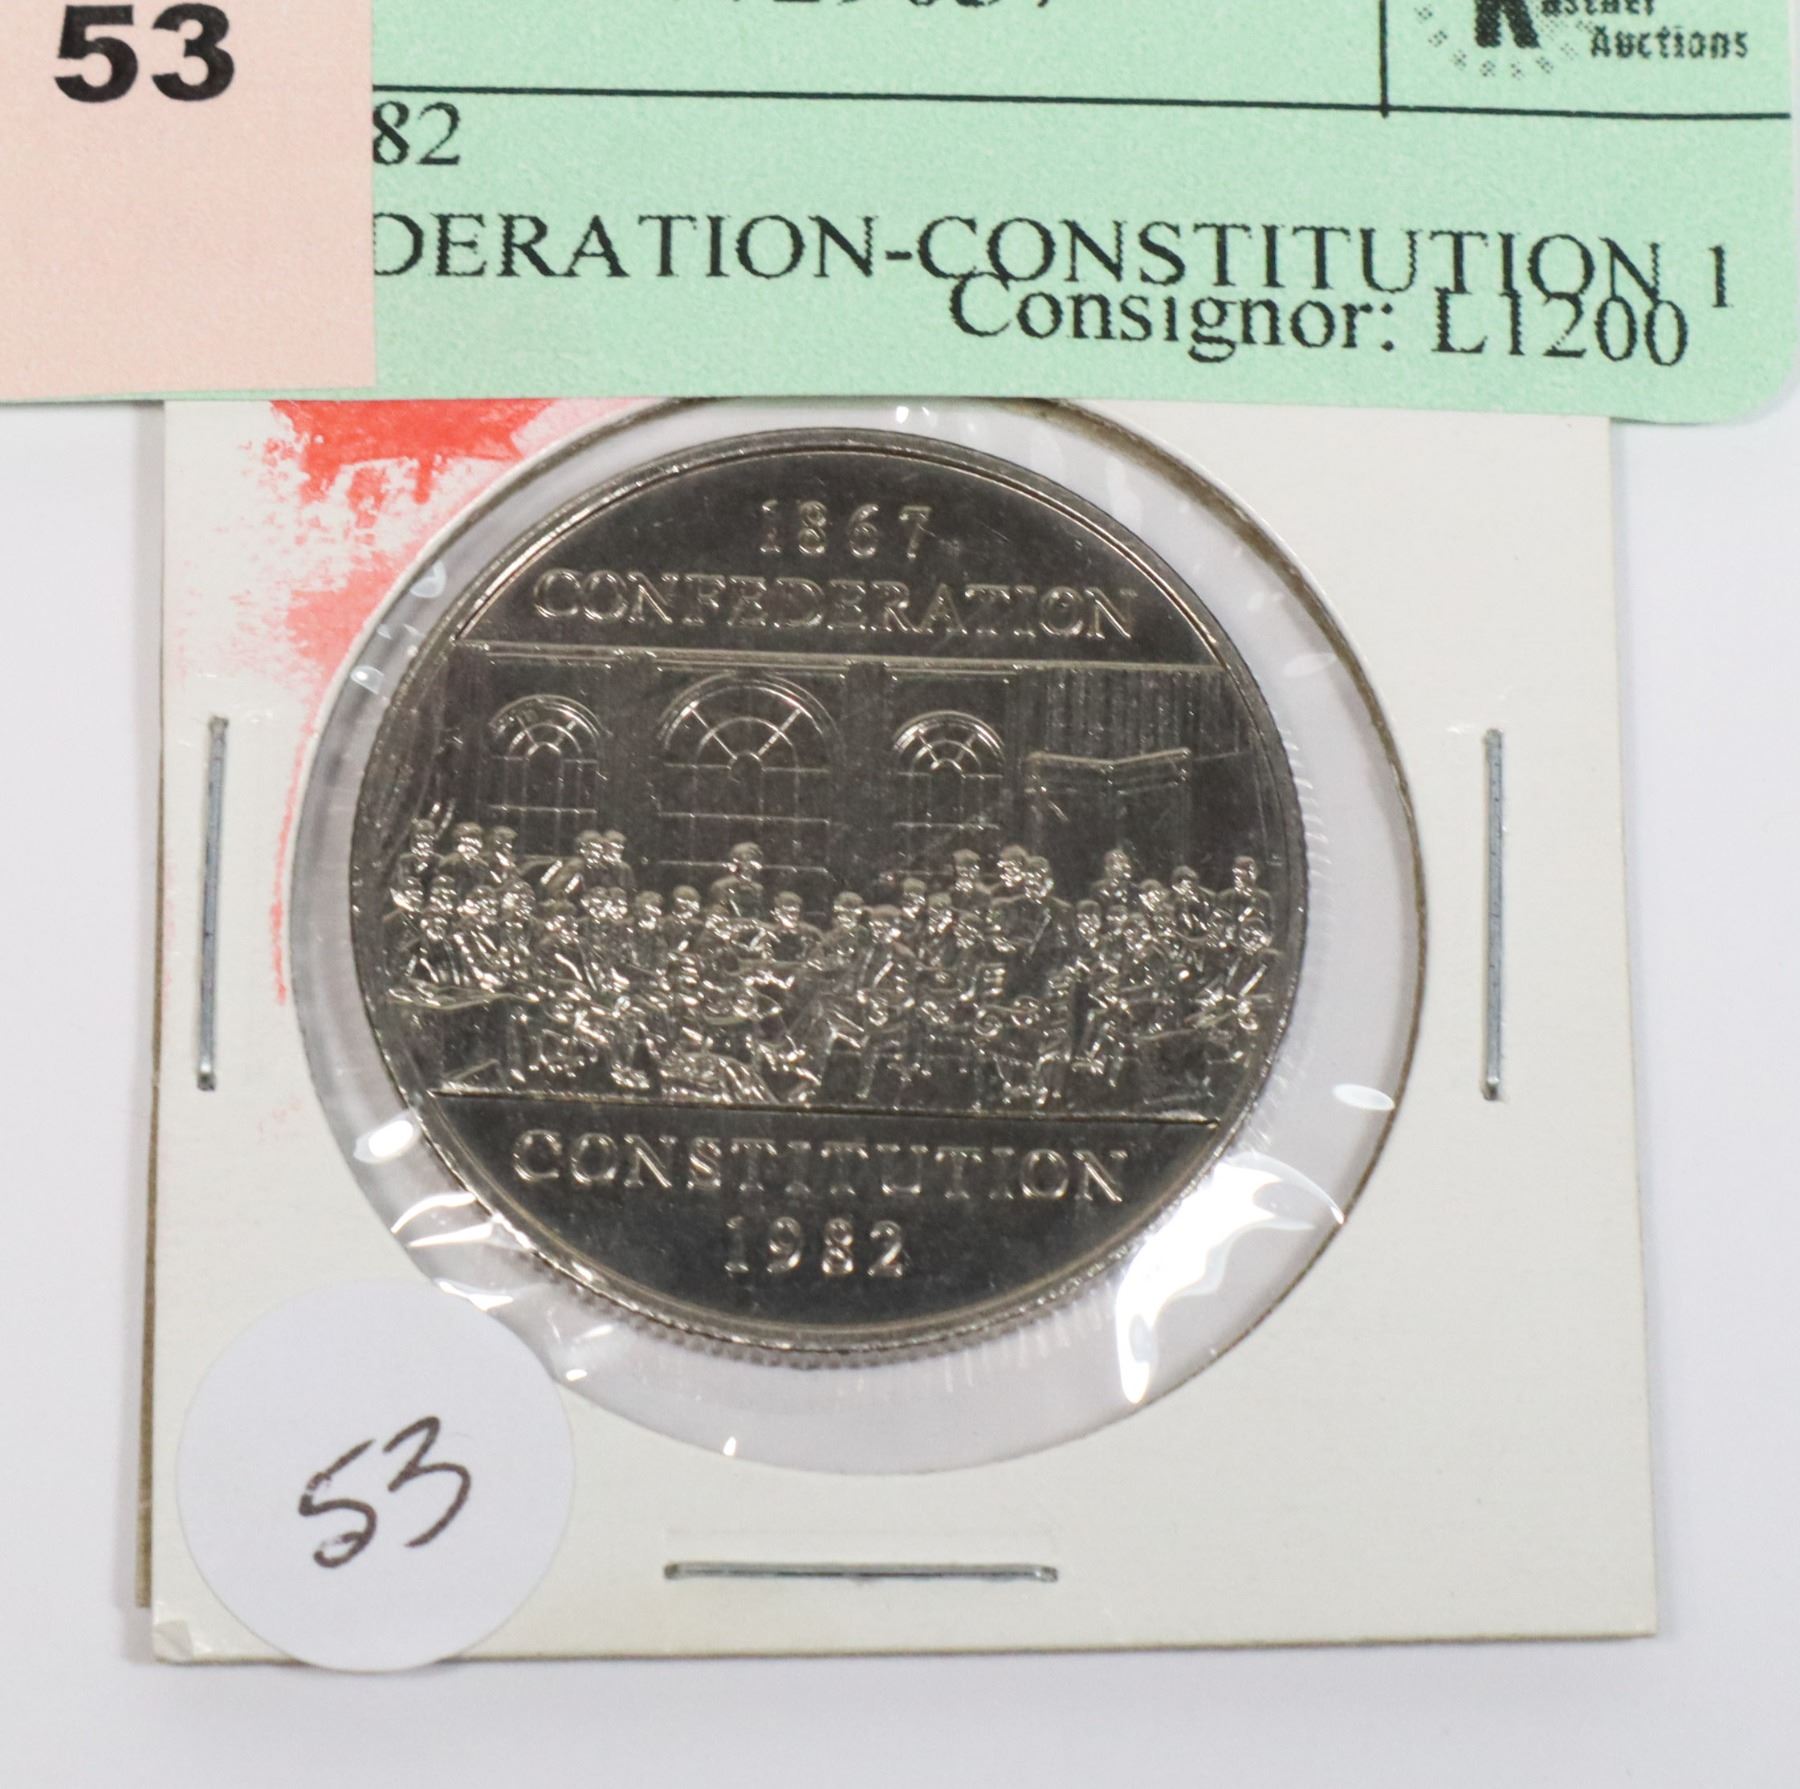 53
Auctions
82
DERATION-CONSTITUTION 1
Consignor: L1200
1867
CONFEDERATION
CONSTITUTION
1982
53